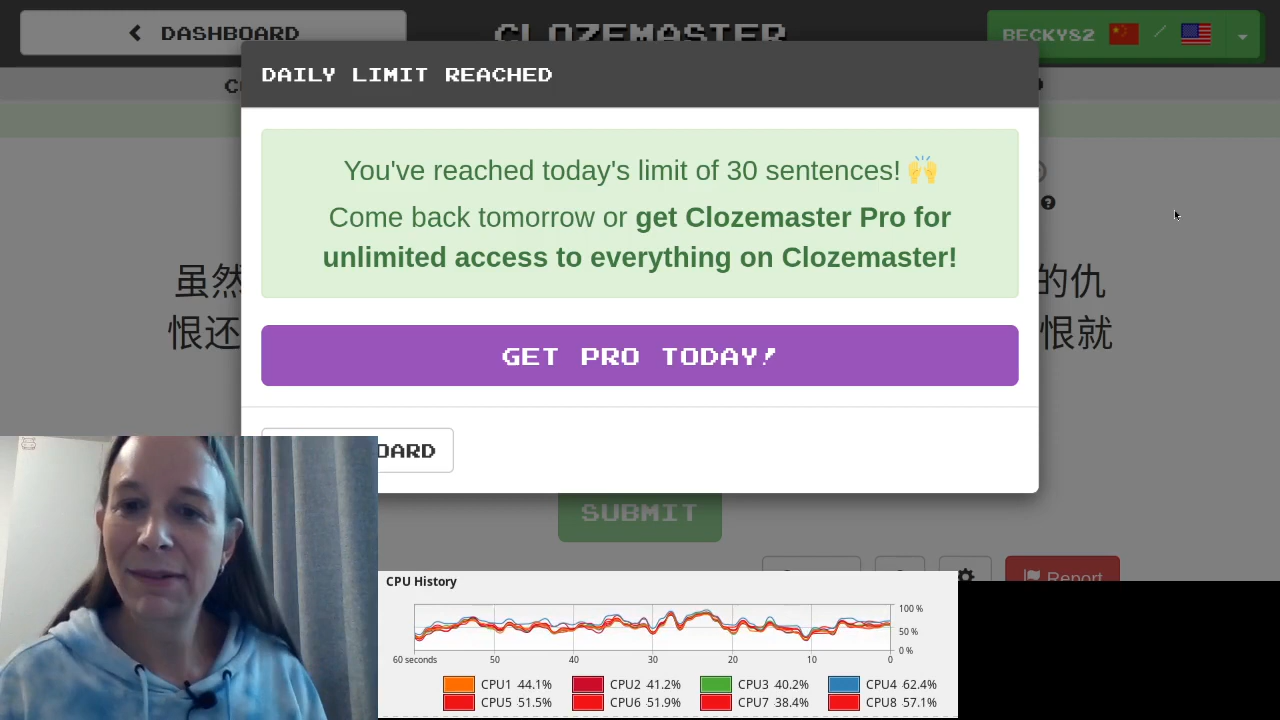 DASHBOARD
CLOZEMASTER
BECKY82
DAILY LIMIT REACHED
You've reached today's limit of 30 sentences! 🙌
Come back tomorrow or get Clozemaster Pro for
unlimited access to everything on Clozemaster!
虽然
的仇
恨还
恨就
GET PRO TODAY!
OARD
SUBMIT
Report
CPU History
100 %
50 %
0 %
60 seconds 50 40 30 20 10 0
CPU1 44.1% CPU2 41.2% CPU3 40.2% CPU4 62.4%
CPU5 51.5% CPU6 51.9% CPU7 38.4% CPU8 57.1%